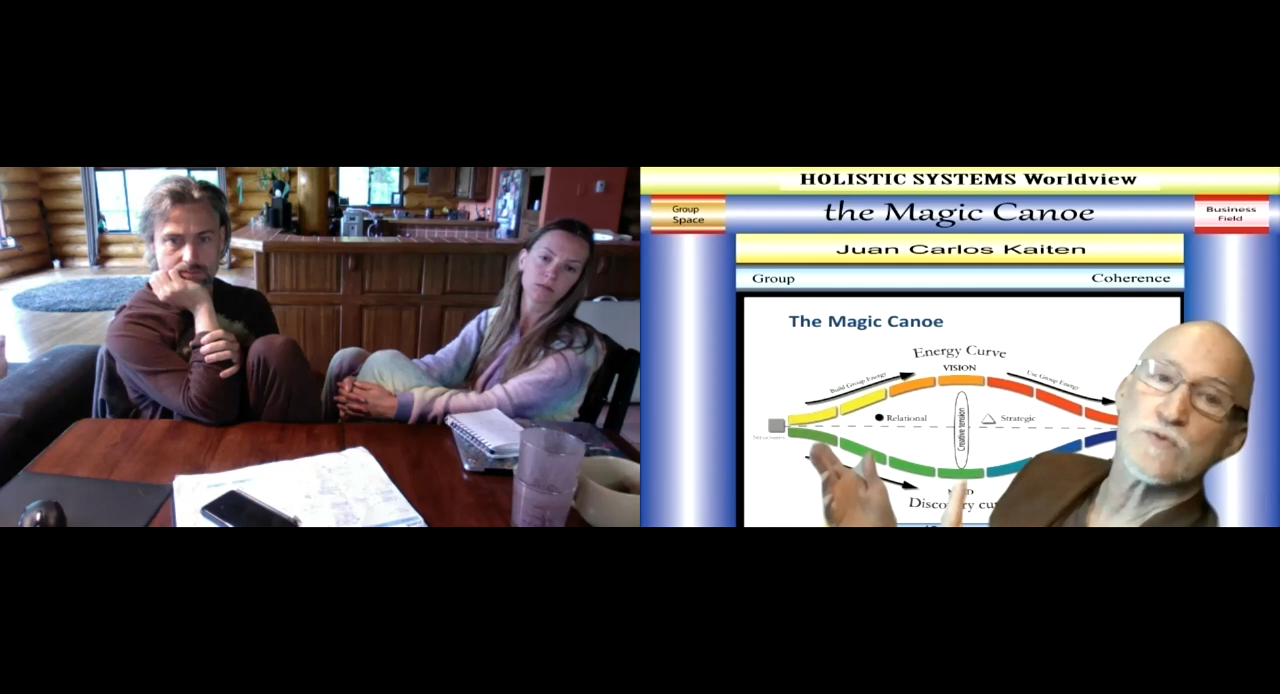 HOLISTIC SYSTEMS Worldview
Group
Space
the Magic Canoe
Business
Field
Juan Carlos Kaiten
Group
Coherence
The Magic Canoe
Energy Curve
VISION
Build Group Energy
Use Group Energy
Relational
Strategic
Creative tension
Discovery